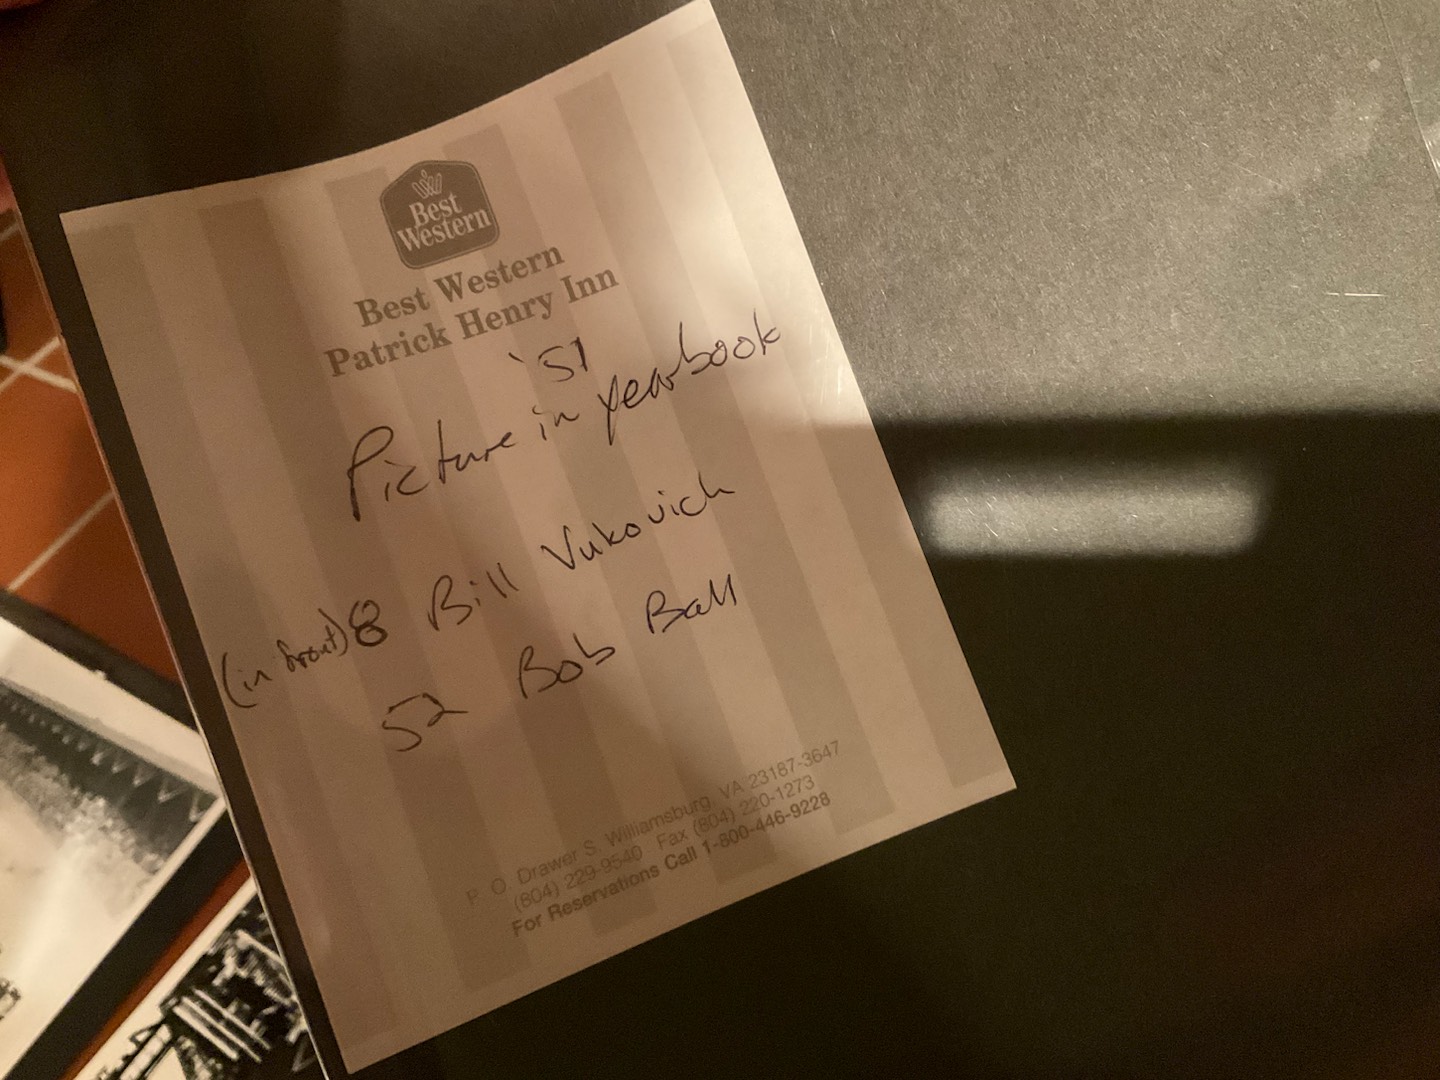 Best
Western
Best Western
Patrick Henry Inn
'51
Picture in Yearbook
(in front) 8 Bill Vukovich
52 Bob Ball
P. O. Drawer S. Williamsburg, VA 23187-3647
(804) 229-9540 Fax (804) 220-1273
For Reservations Call 1-800-446-9228